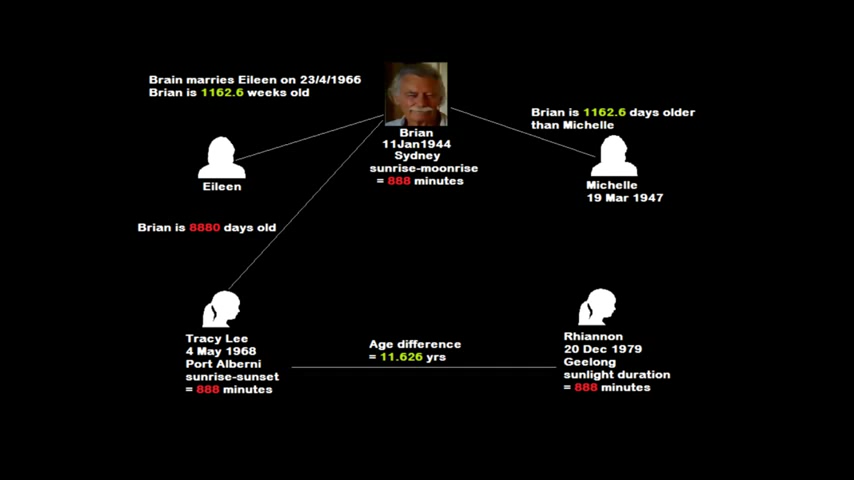 Brain marries Eileen on 23/4/1966
Brian is 1162.6 weeks old
Brian is 1162.6 days older
than Michelle
Brian
11Jan1944
Sydney
sunrise-moonrise
= 888 minutes
Eileen
Michelle
19 Mar 1947
Brian is 8880 days old
Tracy Lee
4 May 1968
Port Alberni
sunrise-sunset
= 888 minutes
Age difference
= 11.626 yrs
Rhiannon
20 Dec 1979
Geelong
sunlight duration
= 888 minutes